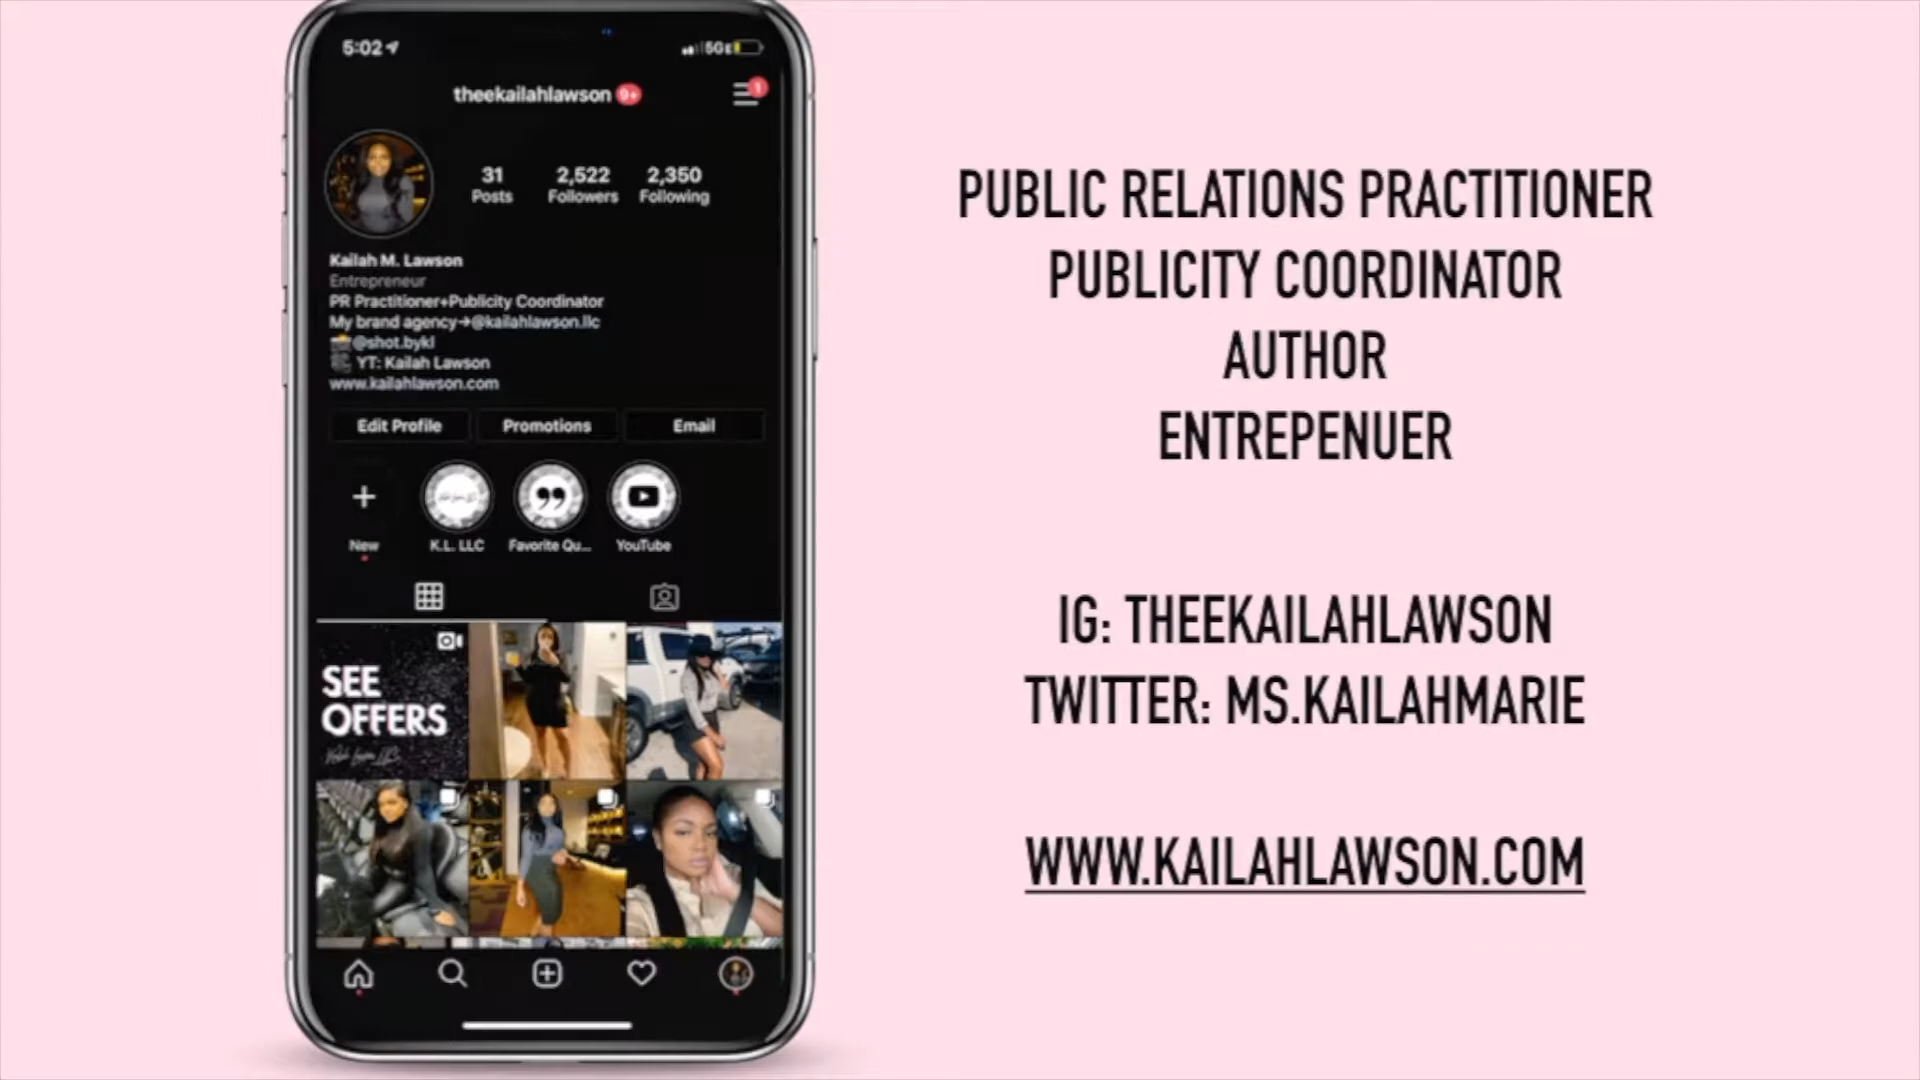 5:02
5GE
theekailahlawson 9+
1
31 2,522 2,350
Posts Followers Following
Kailah M. Lawson
Entrepreneur
PR Practitioner+Publicity Coordinator
My brand agency→@kailahlawson.llc
@shot.bykl
YT: Kailah Lawson
www.kailahlawson.com
Edit Profile Promotions Email
New K.L. LLC Favorite Qu... YouTube
SEE
OFFERS
PUBLIC RELATIONS PRACTITIONER
PUBLICITY COORDINATOR
AUTHOR
ENTREPENUER
IG: THEEKAILAHLAWSON
TWITTER: MS.KAILAHMARIE
WWW.KAILAHLAWSON.COM